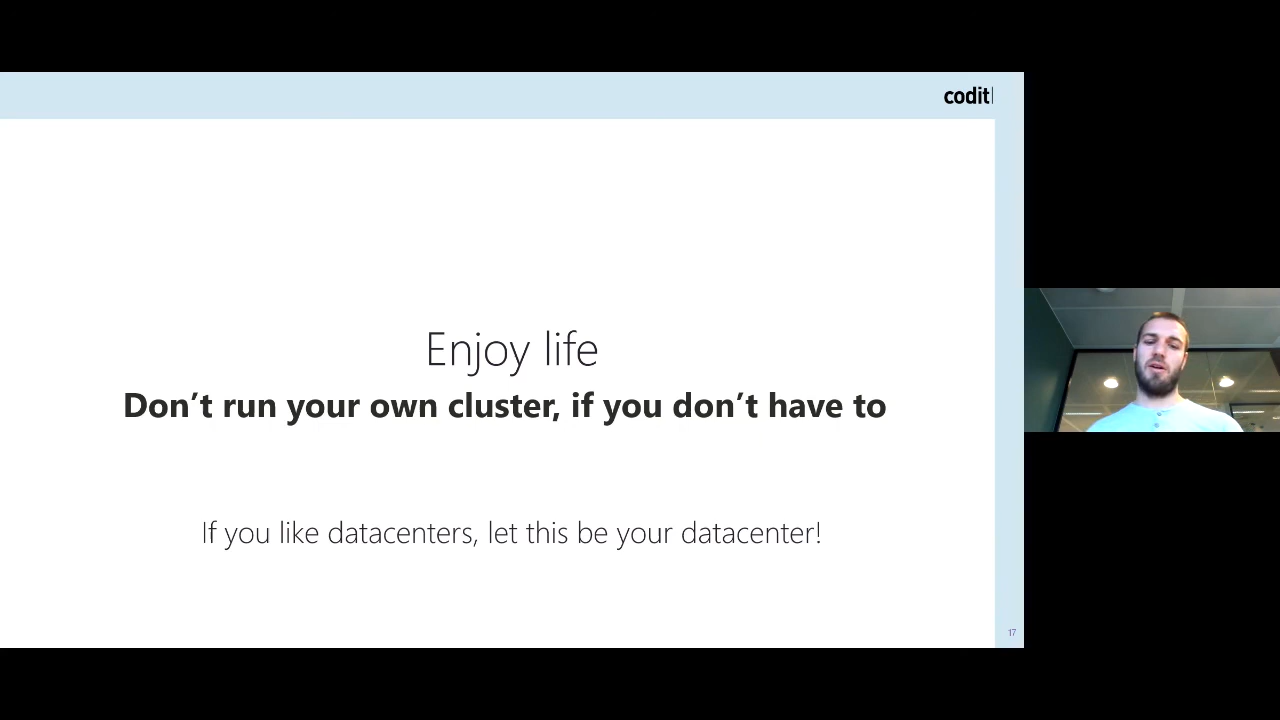 codit
Enjoy life
Don’t run your own cluster, if you don’t have to
If you like datacenters, let this be your datacenter!
17